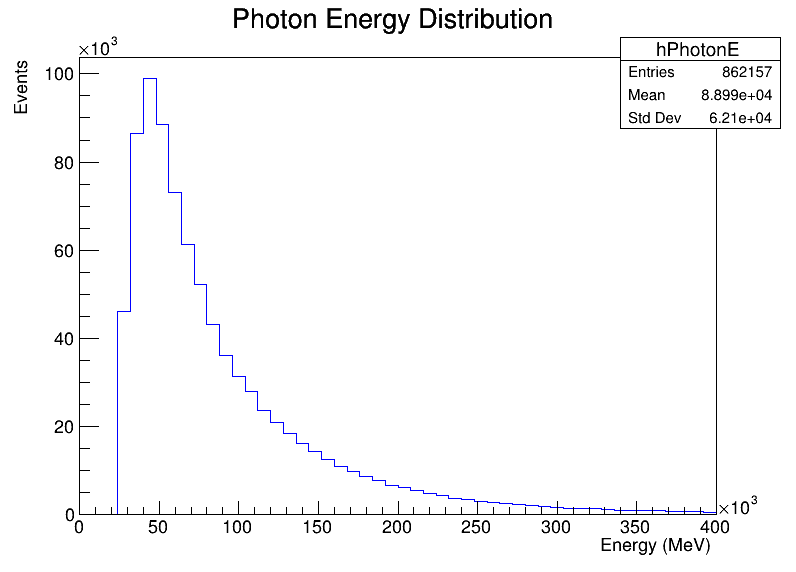 Photon Energy Distribution
×10³
Events
hPhotonE
Entries 862157
Mean 8.899e+04
Std Dev 6.21e+04
100
80
60
40
20
0
0 50 100 150 200 250 300 350 400
×10³
Energy (MeV)